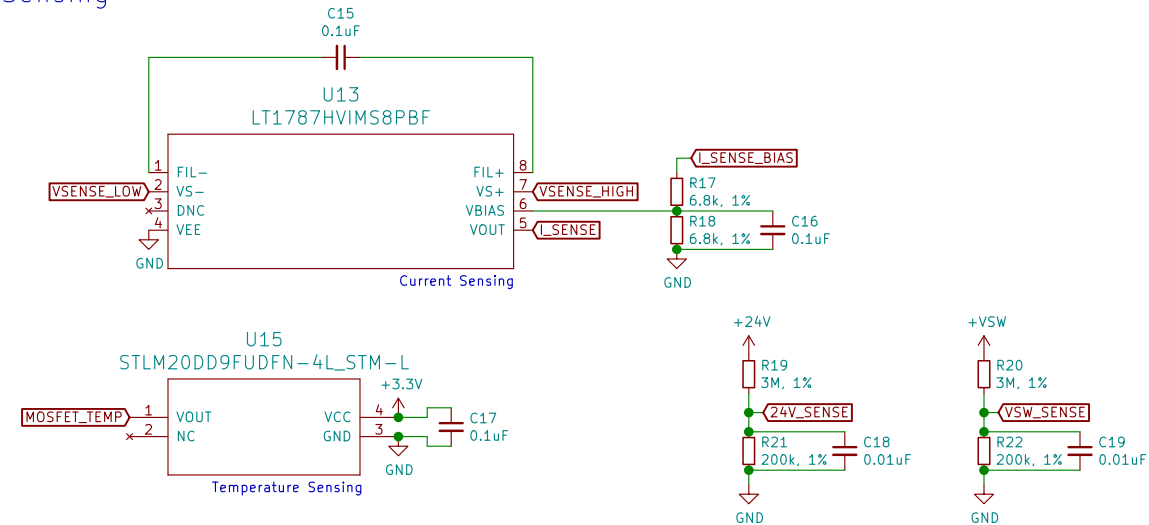 Sensing
C15
0.1uF
U13
LT1787HVIMS8PBF
1 FIL-
VSENSE_LOW 2 VS-
3 DNC
4 VEE
GND
FIL+ 8
VS+ 7 VSENSE_HIGH
VBIAS 6
VOUT 5 I_SENSE
Current Sensing
I_SENSE_BIAS
R17
6.8k, 1%
R18
6.8k, 1%
C16
0.1uF
GND
U15
STLM20DD9FUDFN-4L_STM-L
MOSFET_TEMP 1 VOUT
2 NC
+3.3V
VCC 4
GND 3
C17
0.1uF
GND
Temperature Sensing
+24V
R19
3M, 1%
24V_SENSE
R21
200k, 1%
C18
0.01uF
GND
+VSW
R20
3M, 1%
VSW_SENSE
R22
200k, 1%
C19
0.01uF
GND